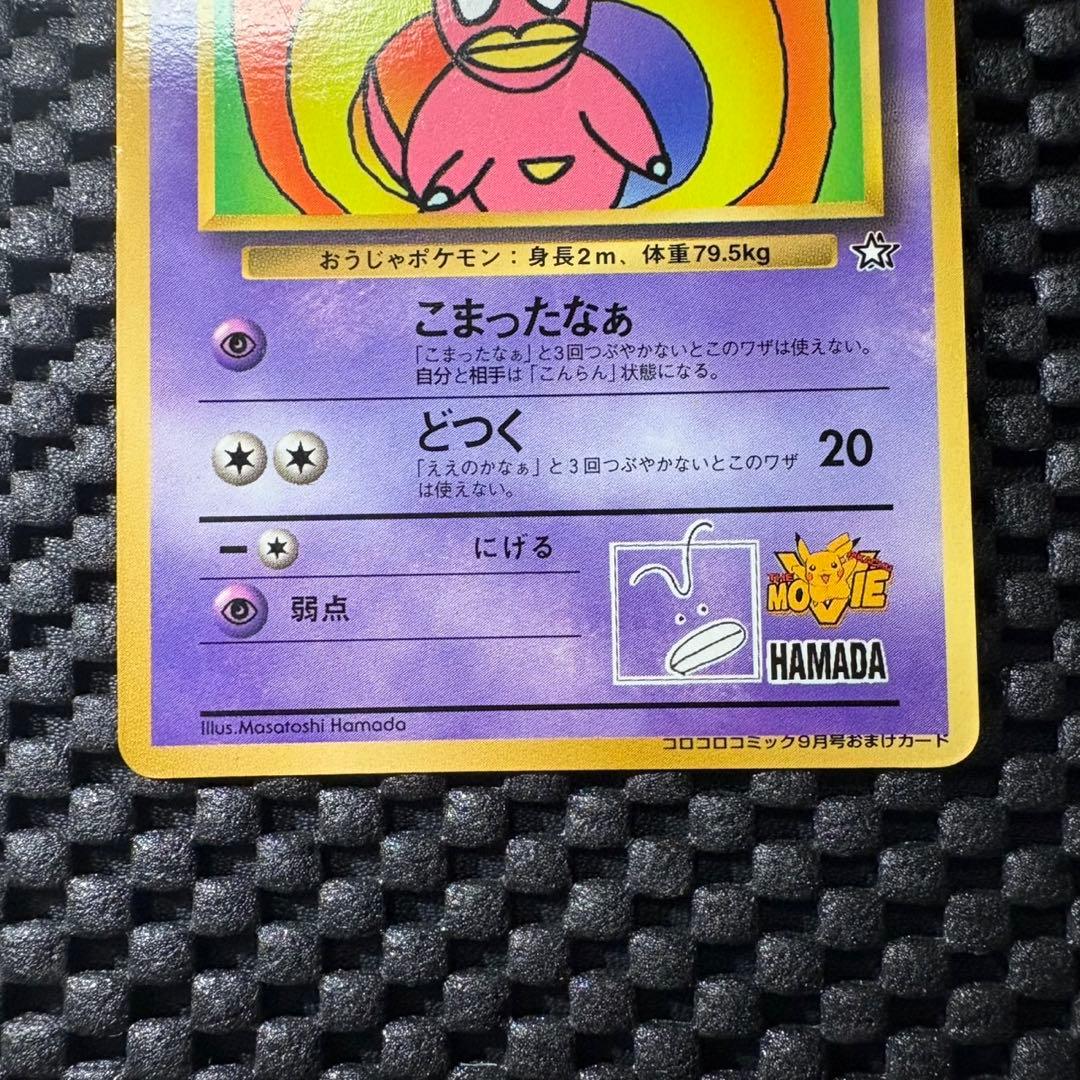 おうじゃポケモン：身長2m、体重79.5kg
こまったなぁ
「こまったなぁ」と3回つぶやかないとこのワザは使えない。
自分と相手は「こんらん」状態になる。
どつく 20
「ええのかなぁ」と3回つぶやかないとこのワザ
は使えない。
にげる
弱点
THE MOVIE
HAMADA
Illus.Masatoshi Hamada
コロコロコミック9月号おまけカード